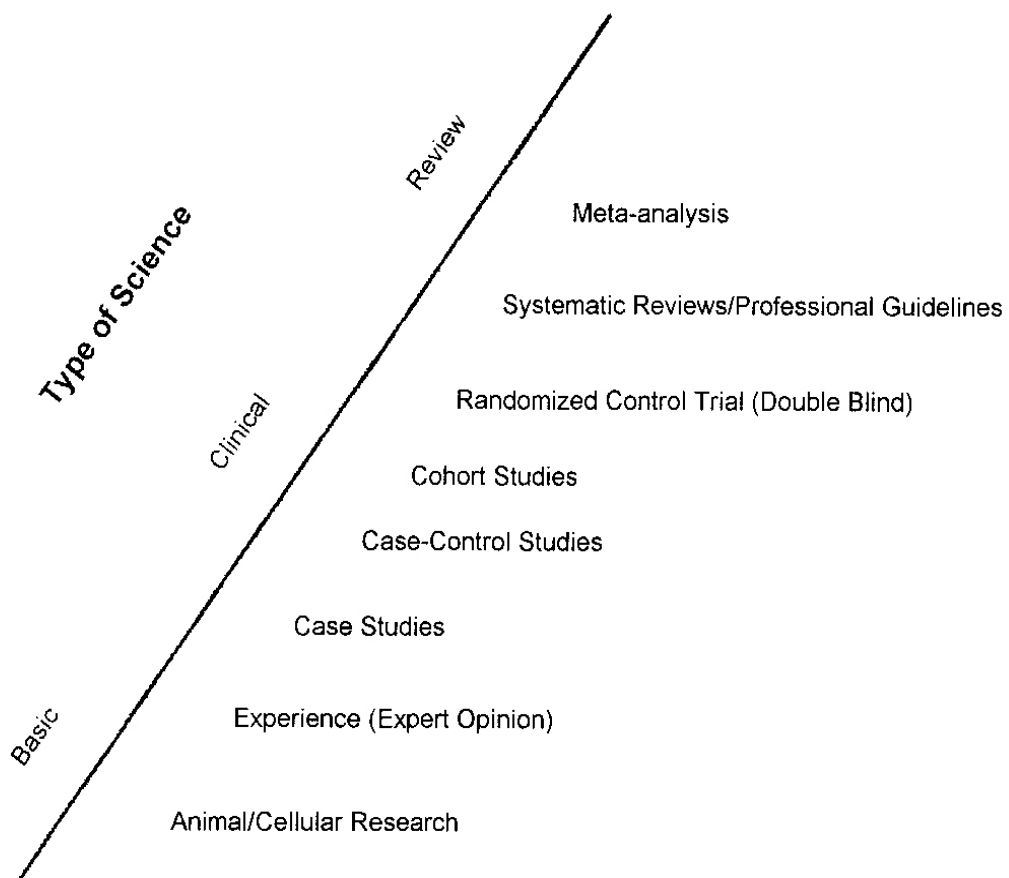 Review
Meta-analysis
Type of Science
Systematic Reviews/Professional Guidelines
Randomized Control Trial (Double Blind)
Clinical
Cohort Studies
Case-Control Studies
Case Studies
Basic
Experience (Expert Opinion)
Animal/Cellular Research